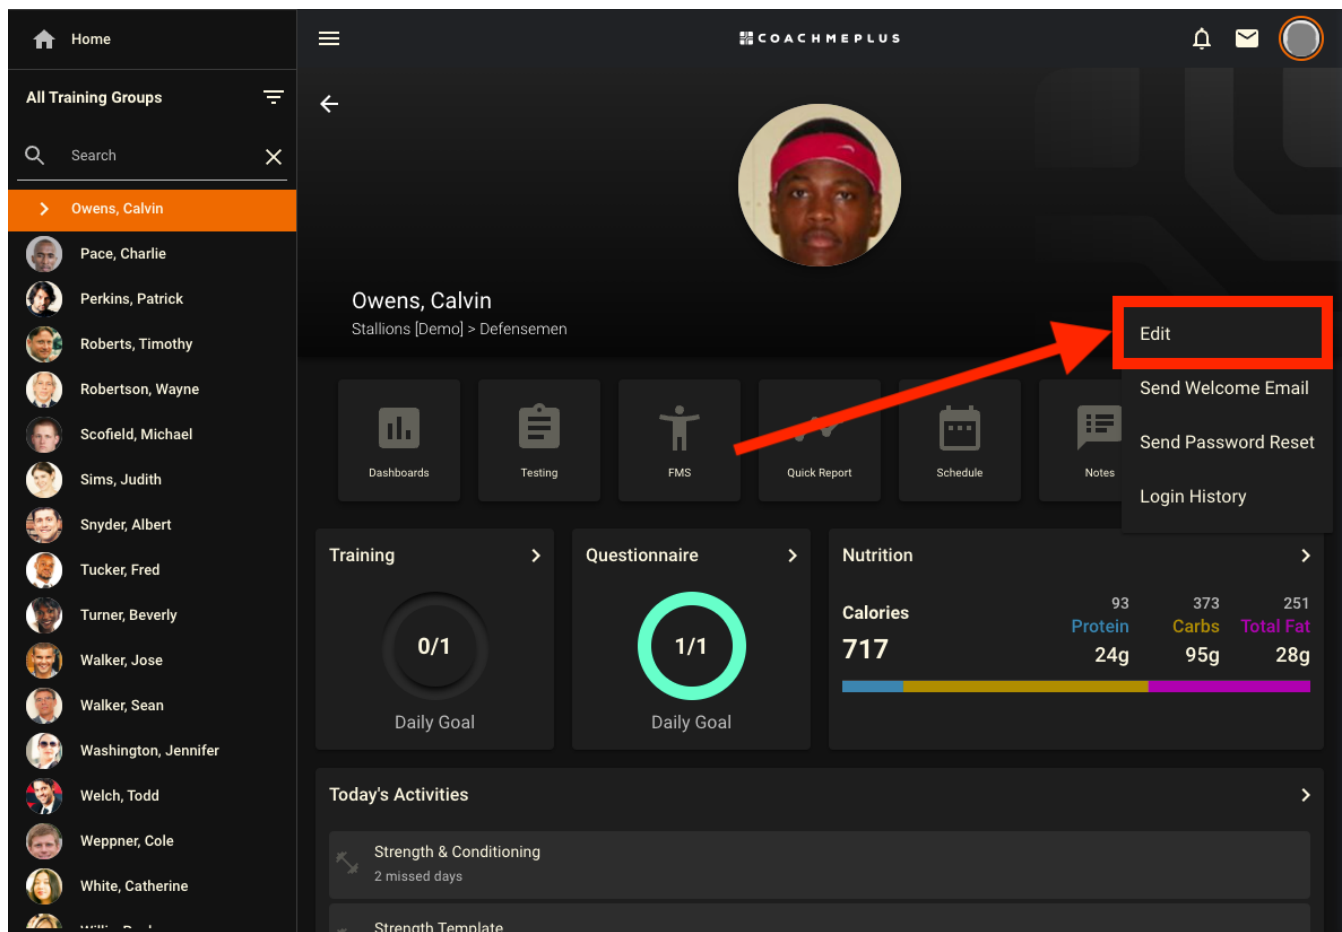 Home
COACHMEPLUS
All Training Groups
Search
Owens, Calvin
Pace, Charlie
Perkins, Patrick
Roberts, Timothy
Robertson, Wayne
Scofield, Michael
Sims, Judith
Snyder, Albert
Tucker, Fred
Turner, Beverly
Walker, Jose
Walker, Sean
Washington, Jennifer
Welch, Todd
Weppner, Cole
White, Catherine
Owens, Calvin
Stallions [Demo] > Defensemen
Edit
Send Welcome Email
Send Password Reset
Login History
Dashboards
Testing
FMS
Quick Report
Schedule
Notes
Training
0/1
Daily Goal
Questionnaire
1/1
Daily Goal
Nutrition
Calories
717
93 373 251
Protein Carbs Total Fat
24g 95g 28g
Today's Activities
Strength & Conditioning
2 missed days
Strength Template